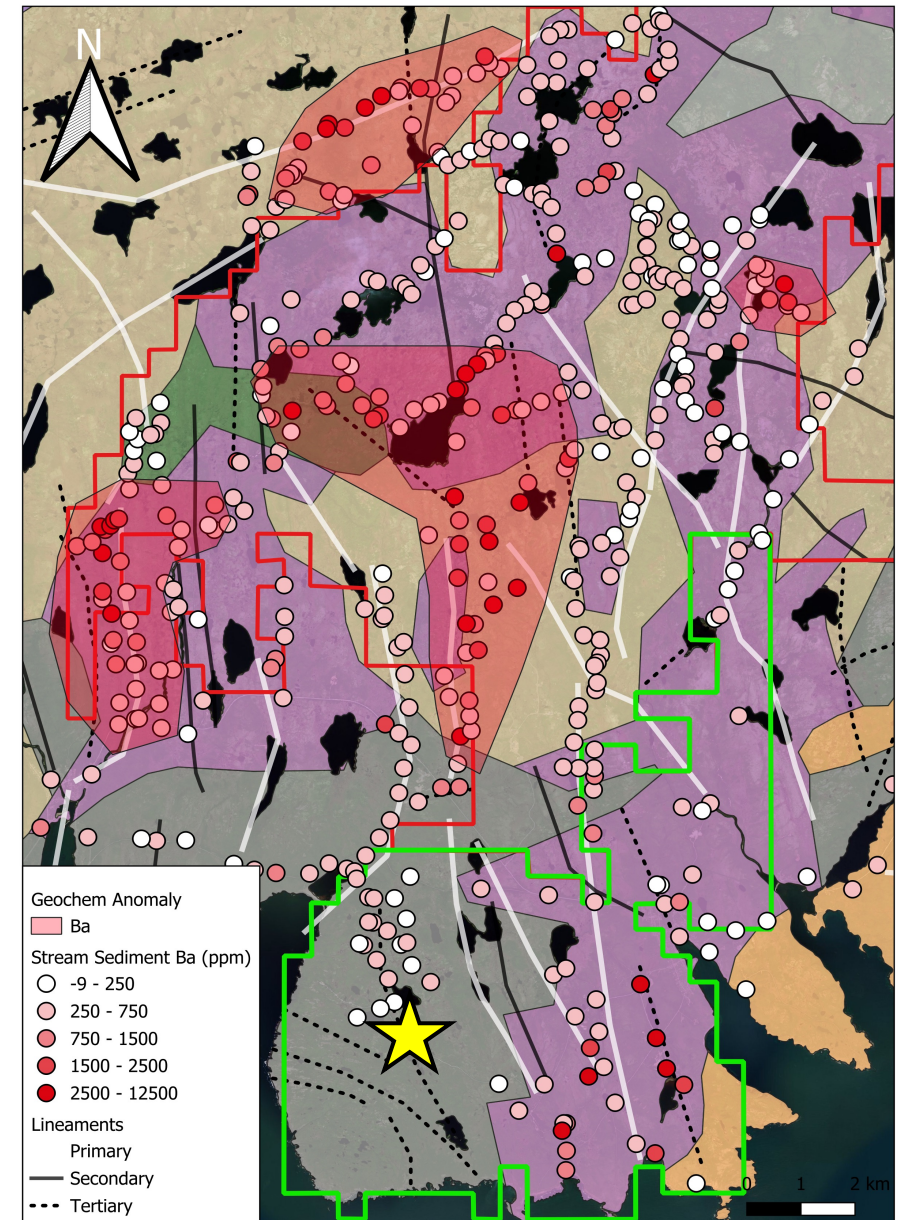 N
Geochem Anomaly
Ba
Stream Sediment Ba (ppm)
-9 - 250
250 - 750
750 - 1500
1500 - 2500
2500 - 12500
Lineaments
Primary
Secondary
Tertiary
0 1 2 km